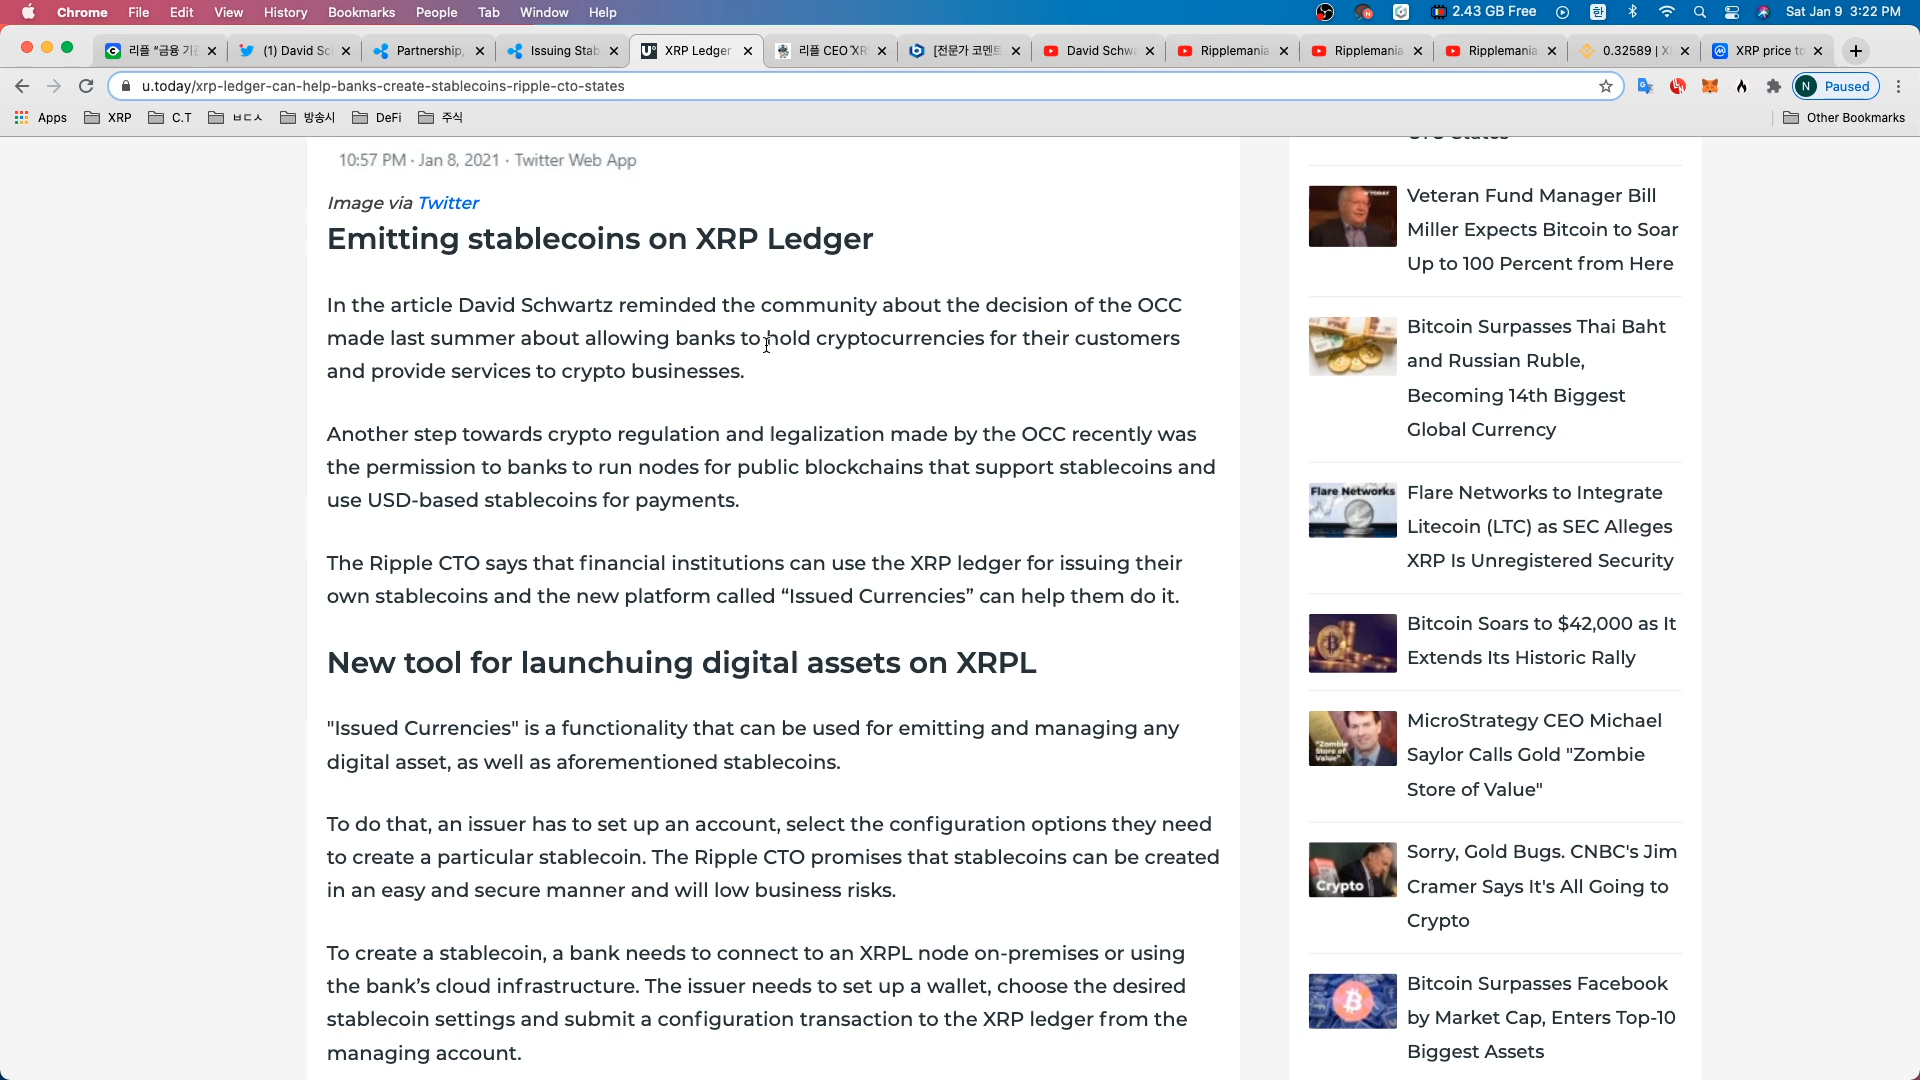 Chrome File Edit View History Bookmarks People Tab Window Help 2.43 GB Free 한 Sat Jan 9 3:22 PM
리플 “금융 기관 (1) David Sc Partnership, Issuing Stab XRP Ledger 리플 CEO 'XR [전문가 코멘트 David Schwa Ripplemania Ripplemania Ripplemania 0.32589 | X XRP price to
u.today/xrp-ledger-can-help-banks-create-stablecoins-ripple-cto-states N Paused
Apps XRP C.T ㅂㄷㅅ 방송시 DeFi 주식 Other Bookmarks
10:57 PM · Jan 8, 2021 · Twitter Web App
Image via Twitter
Emitting stablecoins on XRP Ledger
In the article David Schwartz reminded the community about the decision of the OCC
made last summer about allowing banks to hold cryptocurrencies for their customers
and provide services to crypto businesses.
Another step towards crypto regulation and legalization made by the OCC recently was
the permission to banks to run nodes for public blockchains that support stablecoins and
use USD-based stablecoins for payments.
The Ripple CTO says that financial institutions can use the XRP ledger for issuing their
own stablecoins and the new platform called “Issued Currencies” can help them do it.
New tool for launchuing digital assets on XRPL
"Issued Currencies" is a functionality that can be used for emitting and managing any
digital asset, as well as aforementioned stablecoins.
To do that, an issuer has to set up an account, select the configuration options they need
to create a particular stablecoin. The Ripple CTO promises that stablecoins can be created
in an easy and secure manner and will low business risks.
To create a stablecoin, a bank needs to connect to an XRPL node on-premises or using
the bank’s cloud infrastructure. The issuer needs to set up a wallet, choose the desired
stablecoin settings and submit a configuration transaction to the XRP ledger from the
managing account.
CTO States
Veteran Fund Manager Bill
Miller Expects Bitcoin to Soar
Up to 100 Percent from Here
Bitcoin Surpasses Thai Baht
and Russian Ruble,
Becoming 14th Biggest
Global Currency
Flare Networks
Flare Networks to Integrate
Litecoin (LTC) as SEC Alleges
XRP Is Unregistered Security
Bitcoin Soars to $42,000 as It
Extends Its Historic Rally
"Zombie
Store of
Value"
MicroStrategy CEO Michael
Saylor Calls Gold "Zombie
Store of Value"
Crypto
Sorry, Gold Bugs. CNBC's Jim
Cramer Says It's All Going to
Crypto
Bitcoin Surpasses Facebook
by Market Cap, Enters Top-10
Biggest Assets